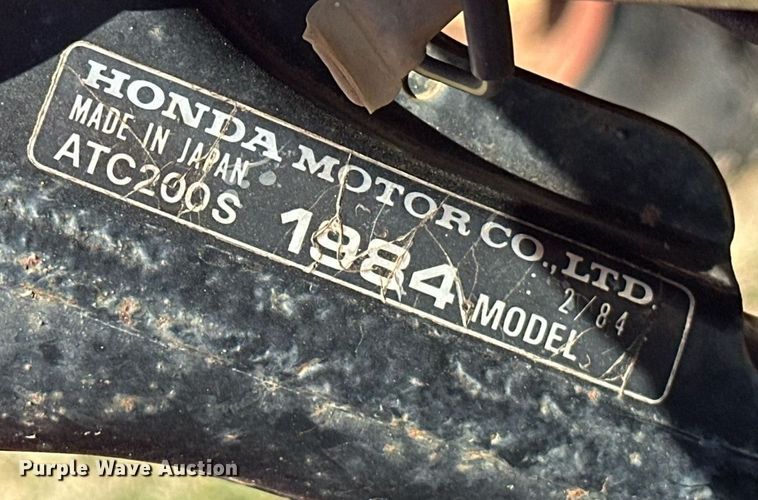 HONDA MOTOR CO., LTD.
MADE IN JAPAN 2/84
ATC200S 1984 MODEL
Purple Wave Auction